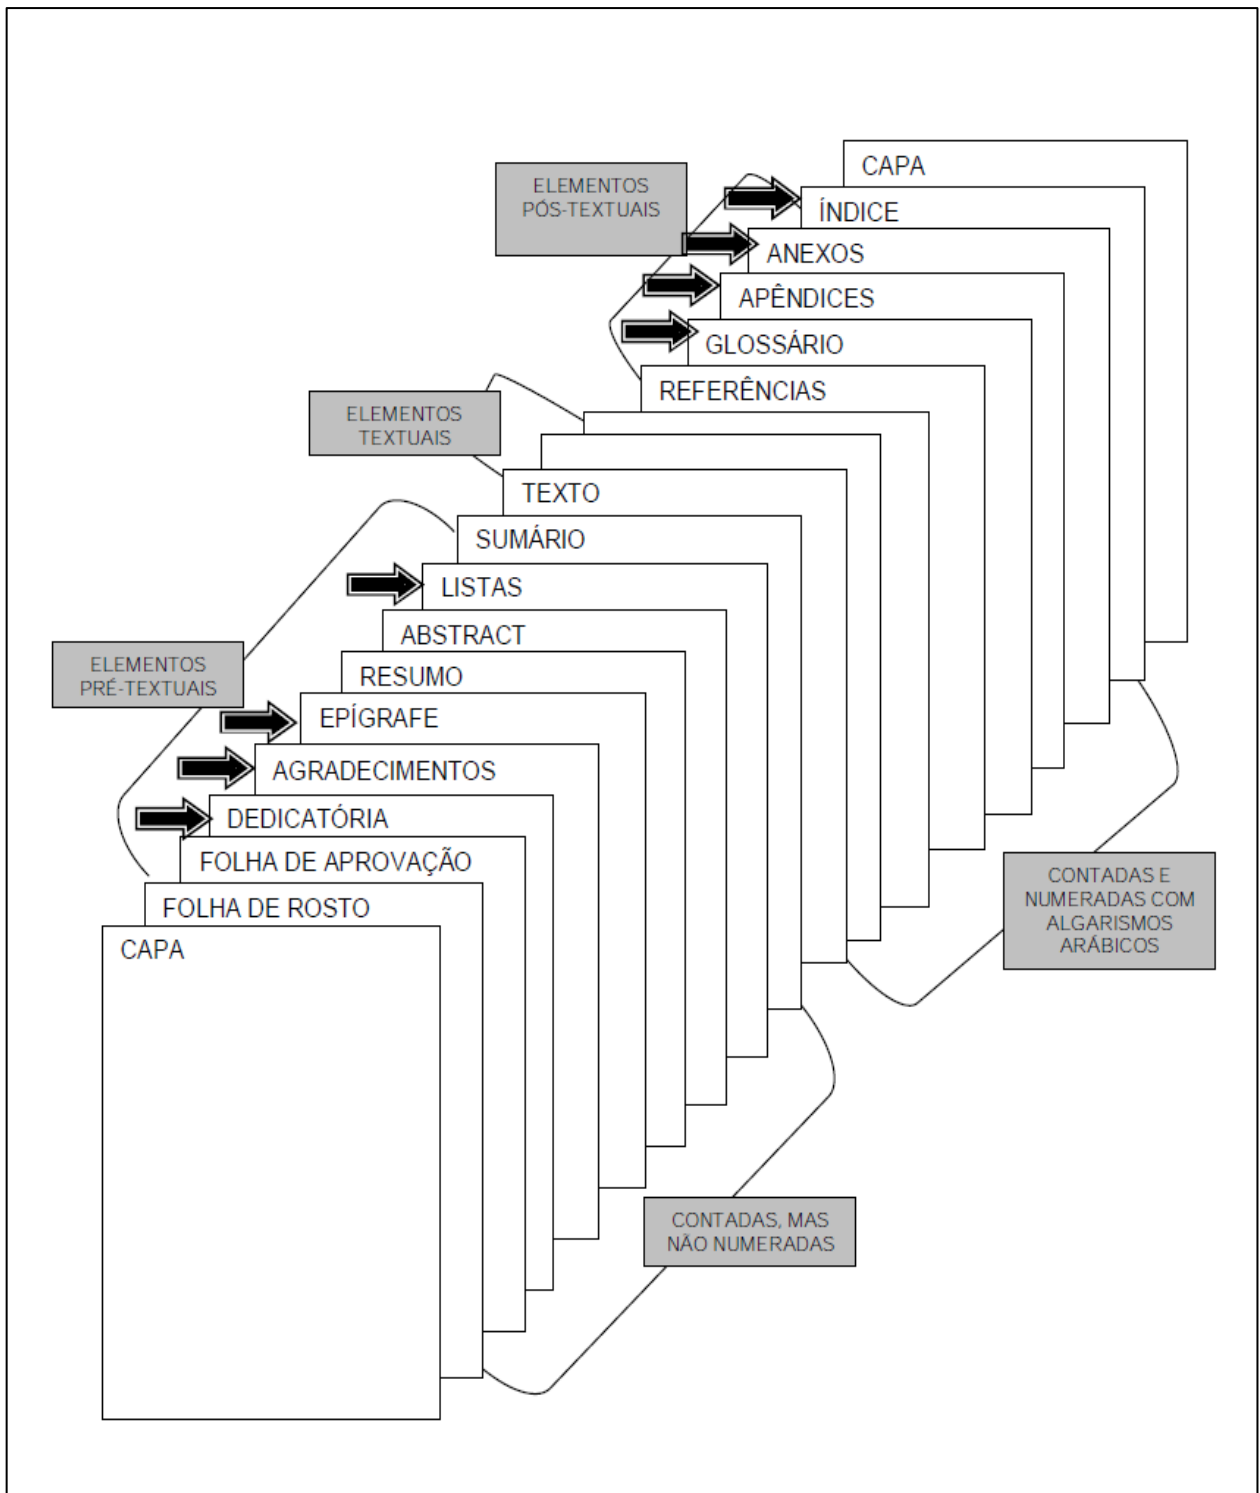 CAPA
ELEMENTOS
PÓS-TEXTUAIS
ÍNDICE
ANEXOS
APÊNDICES
GLOSSÁRIO
REFERÊNCIAS
ELEMENTOS
TEXTUAIS
TEXTO
SUMÁRIO
LISTAS
ABSTRACT
ELEMENTOS
PRÉ-TEXTUAIS
RESUMO
EPÍGRAFE
AGRADECIMENTOS
DEDICATÓRIA
FOLHA DE APROVAÇÃO
FOLHA DE ROSTO
CAPA
CONTADAS E
NUMERADAS COM
ALGARISMOS
ARÁBICOS
CONTADAS, MAS
NÃO NUMERADAS